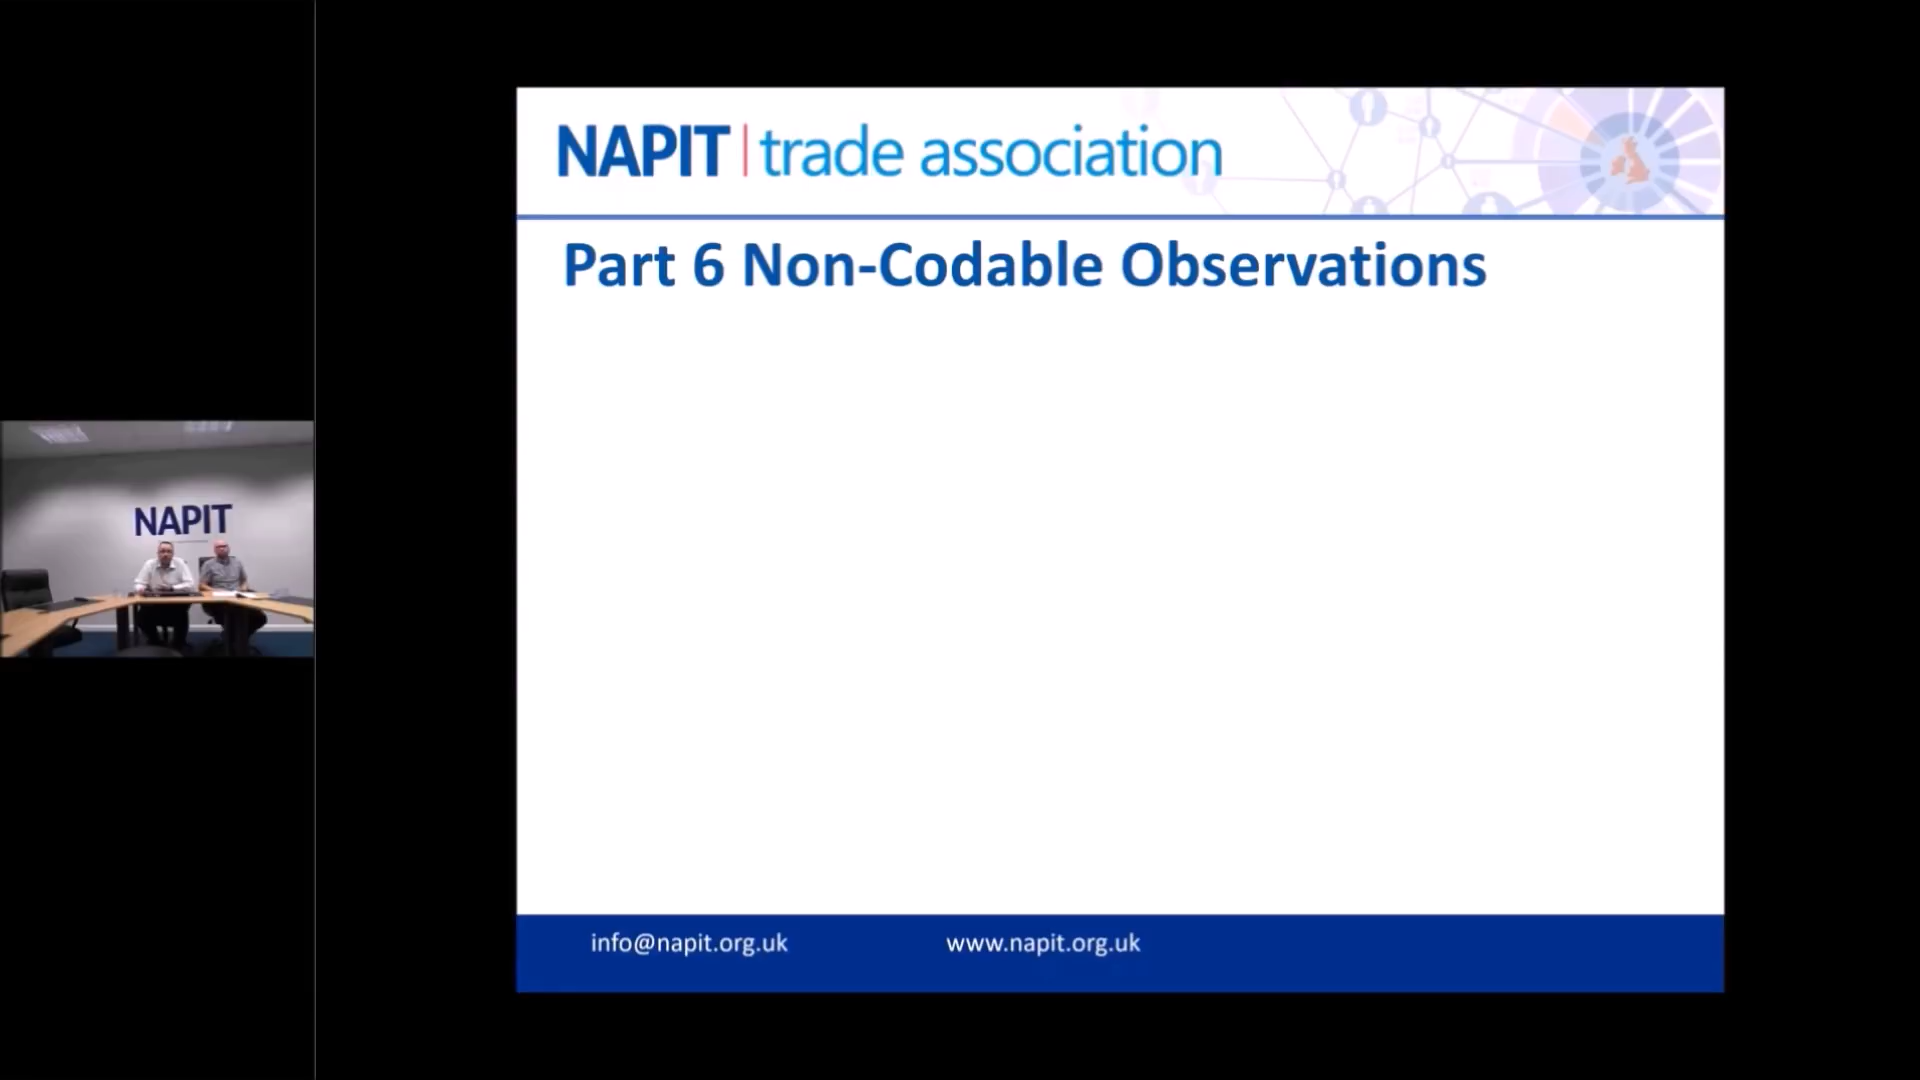 NAPIT | trade association
Part 6 Non-Codable Observations
NAPIT
info@napit.org.uk www.napit.org.uk